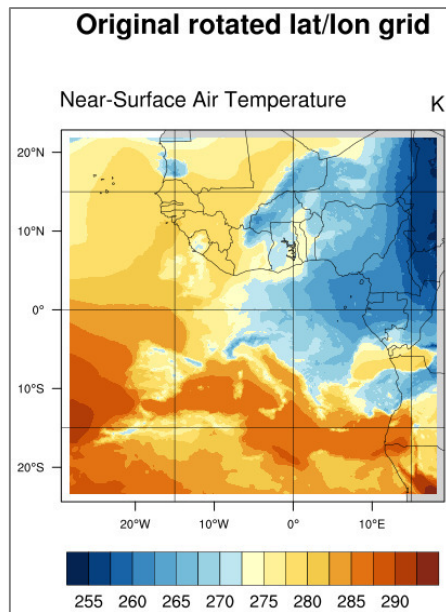 Original rotated lat/lon grid
Near-Surface Air Temperature K
20°N
10°N
0°
10°S
20°S
20°W 10°W 0° 10°E
255 260 265 270 275 280 285 290